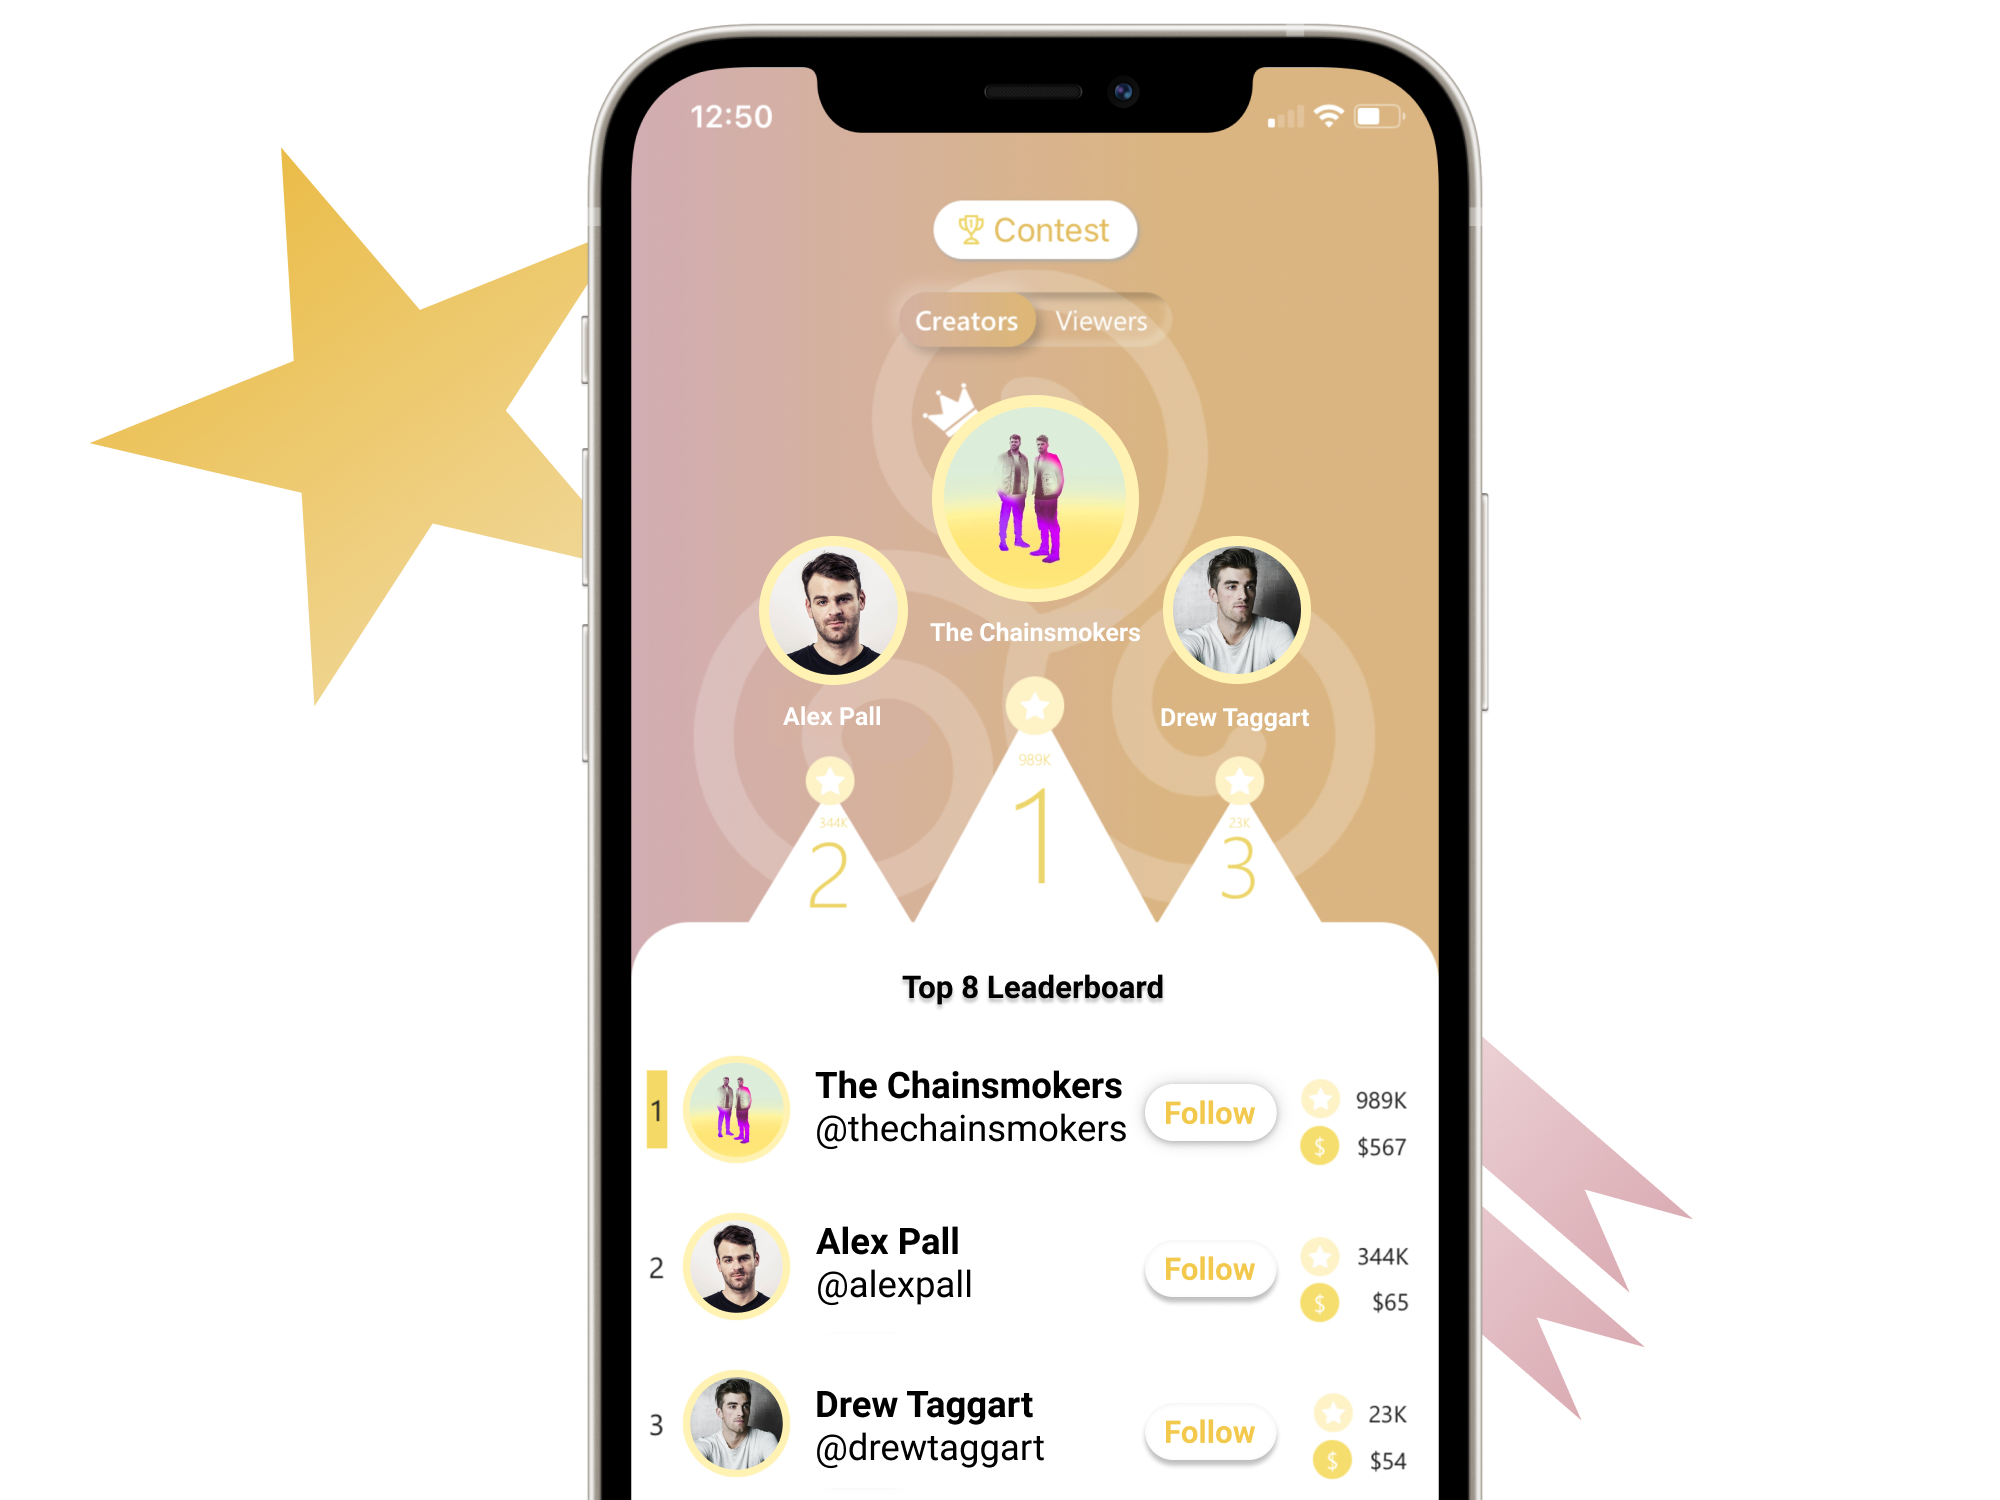 12:50
Contest
Creators Viewers
The Chainsmokers
Alex Pall
Drew Taggart
989K
1
344K
2
23K
3
Top 8 Leaderboard
1
The Chainsmokers
@thechainsmokers
Follow
989K
$ $567
2
Alex Pall
@alexpall
Follow
344K
$ $65
3
Drew Taggart
@drewtaggart
Follow
23K
$ $54